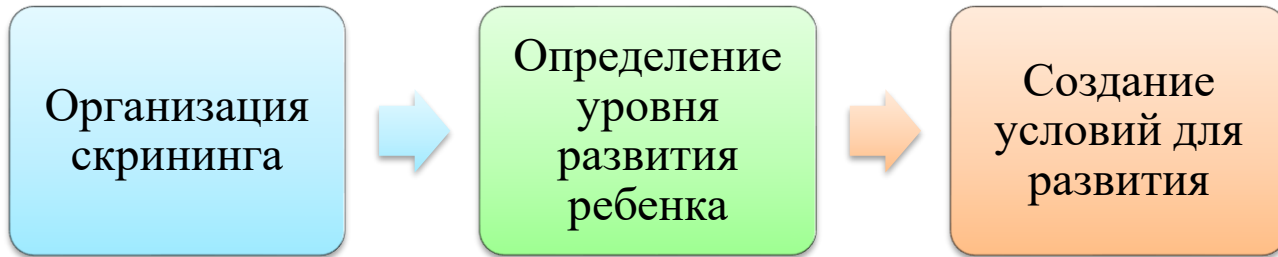 Организация
скрининга
Определение
уровня
развития
ребенка
Создание
условий для
развития